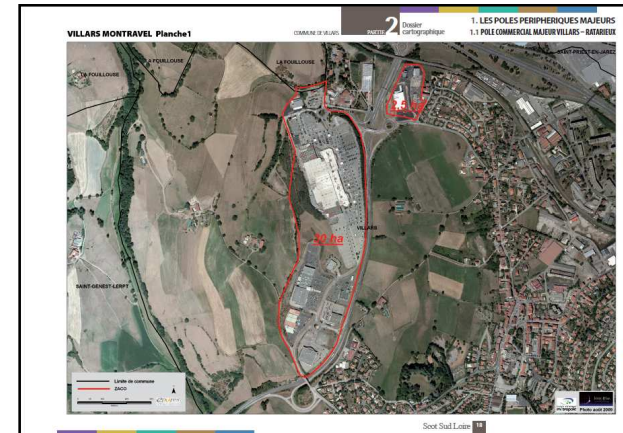 VILLARS MONTRAVEL Planche1
COMMUNE DE VILLARS
PARTIE 2 Dossier cartographique
1. LES POLES PERIPHERIQUES MAJEURS
1.1 POLE COMMERCIAL MAJEUR VILLARS – RATARIEUX
LA FOUILLOUSE
LA FOUILLOUSE
LA FOUILLOUSE
SAINT-PRIEST-EN-JAREZ
VILLARS
SAINT-GENEST-LERPT
Limite de commune
ZACO
Photo août 2009
Scot Sud Loire 18